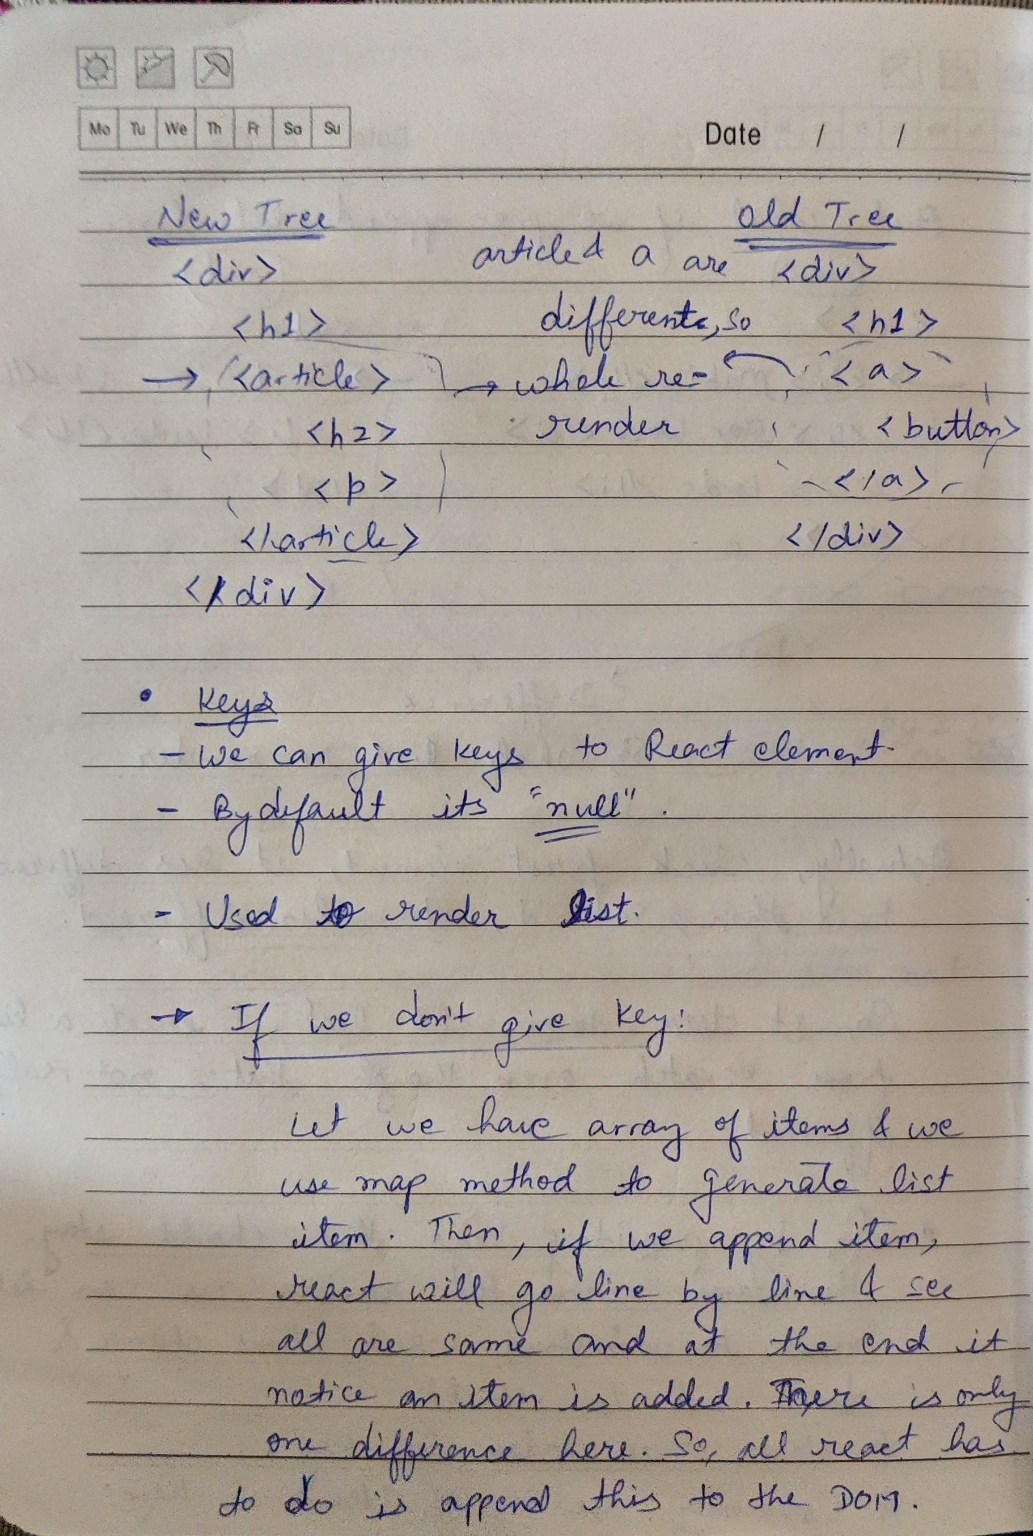 Mo Tu We Th Fr Sa Su
Date / /
New Tree
<div>
<h1>
→ <article>
<h2>
<p>
</article>
</div>
article & a are
different, so
→ whole re-
render
Old Tree
<div>
<h1>
<a>
<button>
</a>
</div>
• Keys
- We can give keys to React element.
- By default its "null".
- Used to render list.
→ If we don't give key:
Let we have array of items & we
use map method to generate list
item. Then, if we append item,
react will go line by line & see
all are same and at the end it
notice an item is added. There is only
one difference here. So, all react has
to do is append this to the DOM.